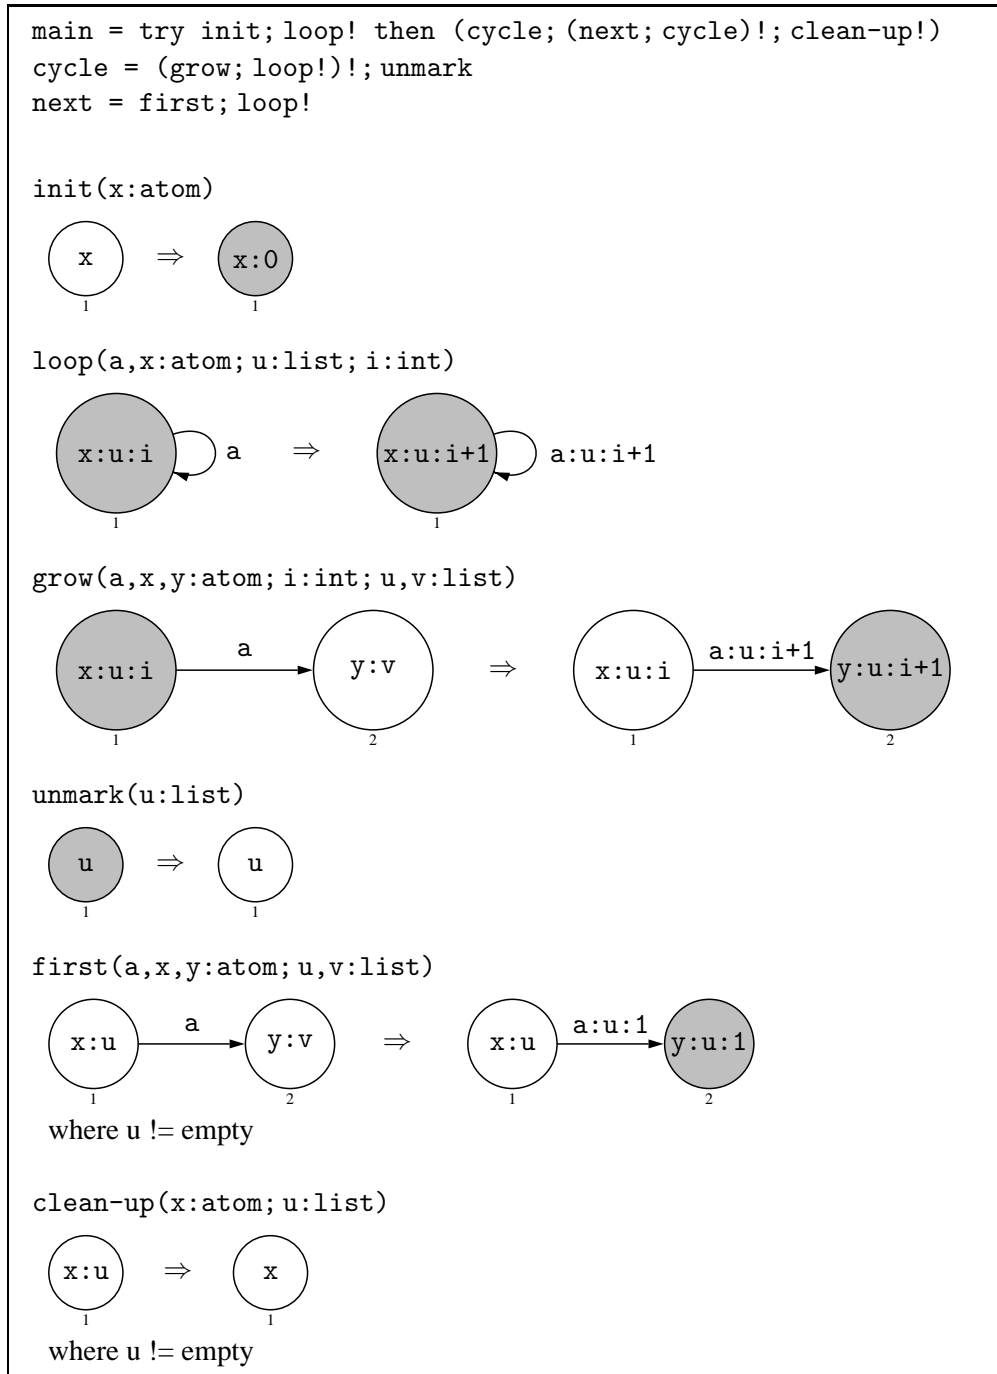 main = try init; loop! then (cycle; (next; cycle)!; clean-up!)
cycle = (grow; loop!)!; unmark
next = first; loop!
init(x:atom)
x ⇒ x:0
1 1
loop(a,x:atom; u:list; i:int)
x:u:i a ⇒ x:u:i+1 a:u:i+1
1 1
grow(a,x,y:atom; i:int; u,v:list)
x:u:i a y:v ⇒ x:u:i a:u:i+1 y:u:i+1
1 2 1 2
unmark(u:list)
u ⇒ u
1 1
first(a,x,y:atom; u,v:list)
x:u a y:v ⇒ x:u a:u:1 y:u:1
1 2 1 2
where u != empty
clean-up(x:atom; u:list)
x:u ⇒ x
1 1
where u != empty